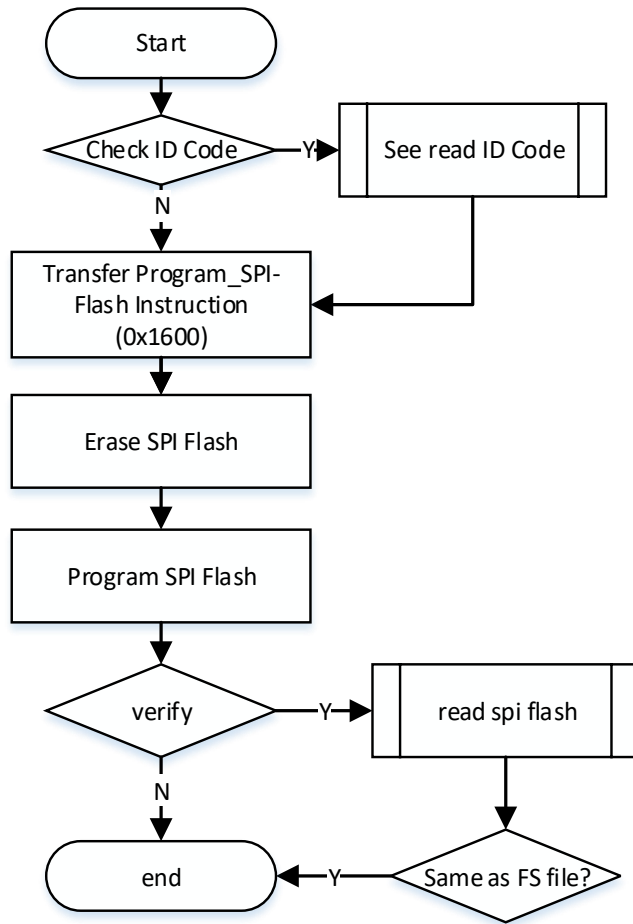 Start
Check ID Code
Y
See read ID Code
N
Transfer Program_SPI-
Flash Instruction
(0x1600)
Erase SPI Flash
Program SPI Flash
verify
Y
read spi flash
N
end
Y
Same as FS file?